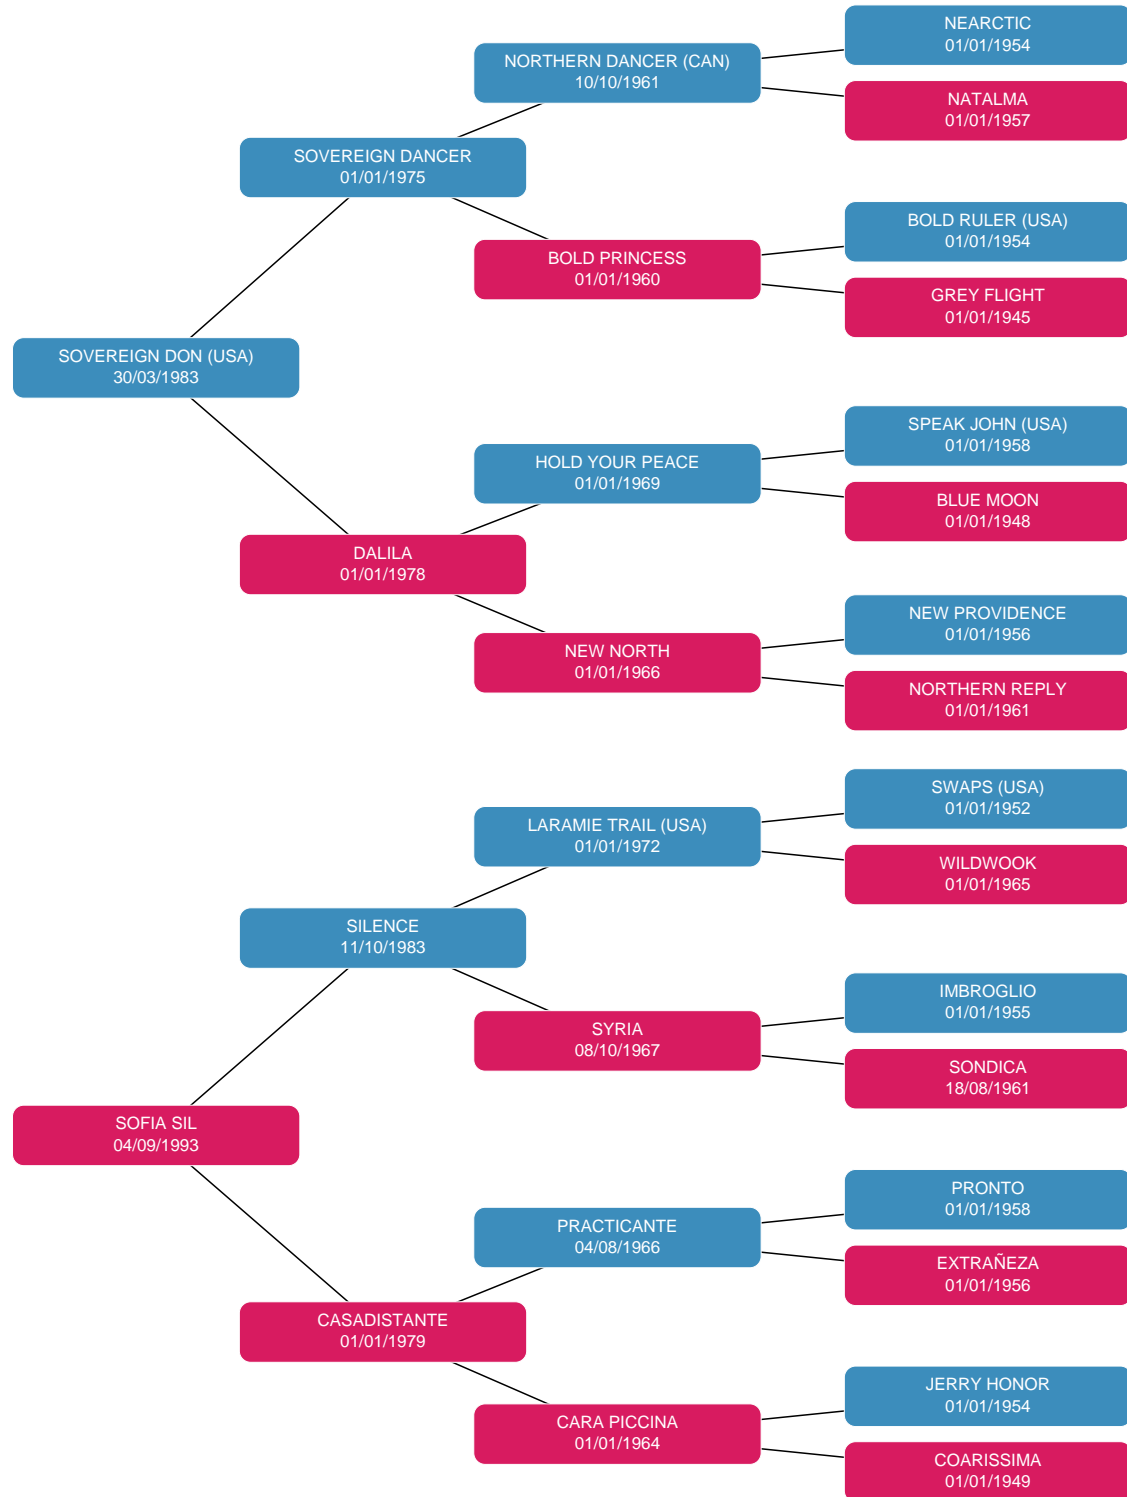 NEARCTIC
01/01/1954
NORTHERN DANCER (CAN)
10/10/1961
NATALMA
01/01/1957
SOVEREIGN DANCER
01/01/1975
BOLD RULER (USA)
01/01/1954
BOLD PRINCESS
01/01/1960
GREY FLIGHT
01/01/1945
SOVEREIGN DON (USA)
30/03/1983
SPEAK JOHN (USA)
01/01/1958
HOLD YOUR PEACE
01/01/1969
BLUE MOON
01/01/1948
DALILA
01/01/1978
NEW PROVIDENCE
01/01/1956
NEW NORTH
01/01/1966
NORTHERN REPLY
01/01/1961
SWAPS (USA)
01/01/1952
LARAMIE TRAIL (USA)
01/01/1972
WILDWOOK
01/01/1965
SILENCE
11/10/1983
IMBROGLIO
01/01/1955
SYRIA
08/10/1967
SONDICA
18/08/1961
SOFIA SIL
04/09/1993
PRONTO
01/01/1958
PRACTICANTE
04/08/1966
EXTRAÑEZA
01/01/1956
CASADISTANTE
01/01/1979
JERRY HONOR
01/01/1954
CARA PICCINA
01/01/1964
COARISSIMA
01/01/1949